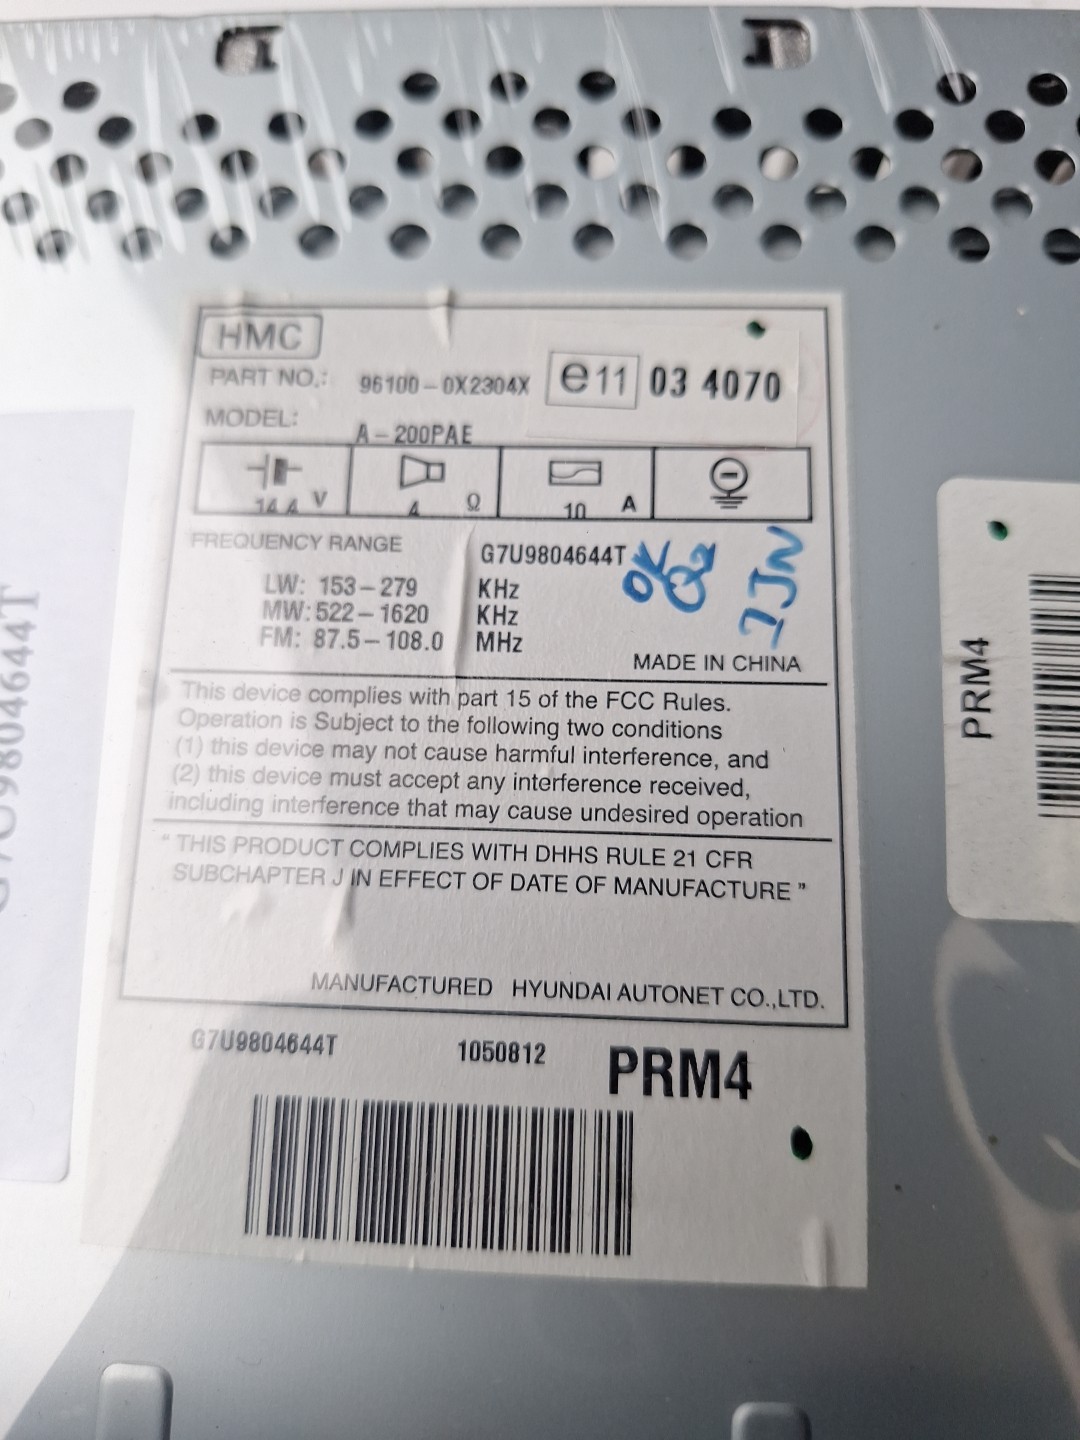 HMC
PART NO.: 96100-0X2304X
e11 03 4070
MODEL: A-200PAE
14.4 V 4 Ω 10 A
FREQUENCY RANGE G7U9804644T
OK
Q2
IJN
LW: 153-279 KHz
MW: 522-1620 KHz
FM: 87.5-108.0 MHz
MADE IN CHINA
This device complies with part 15 of the FCC Rules.
Operation is Subject to the following two conditions
(1) this device may not cause harmful interference, and
(2) this device must accept any interference received,
including interference that may cause undesired operation
" THIS PRODUCT COMPLIES WITH DHHS RULE 21 CFR
SUBCHAPTER J IN EFFECT OF DATE OF MANUFACTURE "
MANUFACTURED HYUNDAI AUTONET CO.,LTD.
G7U9804644T 1050812 PRM4
PRM4
G7U9804644T